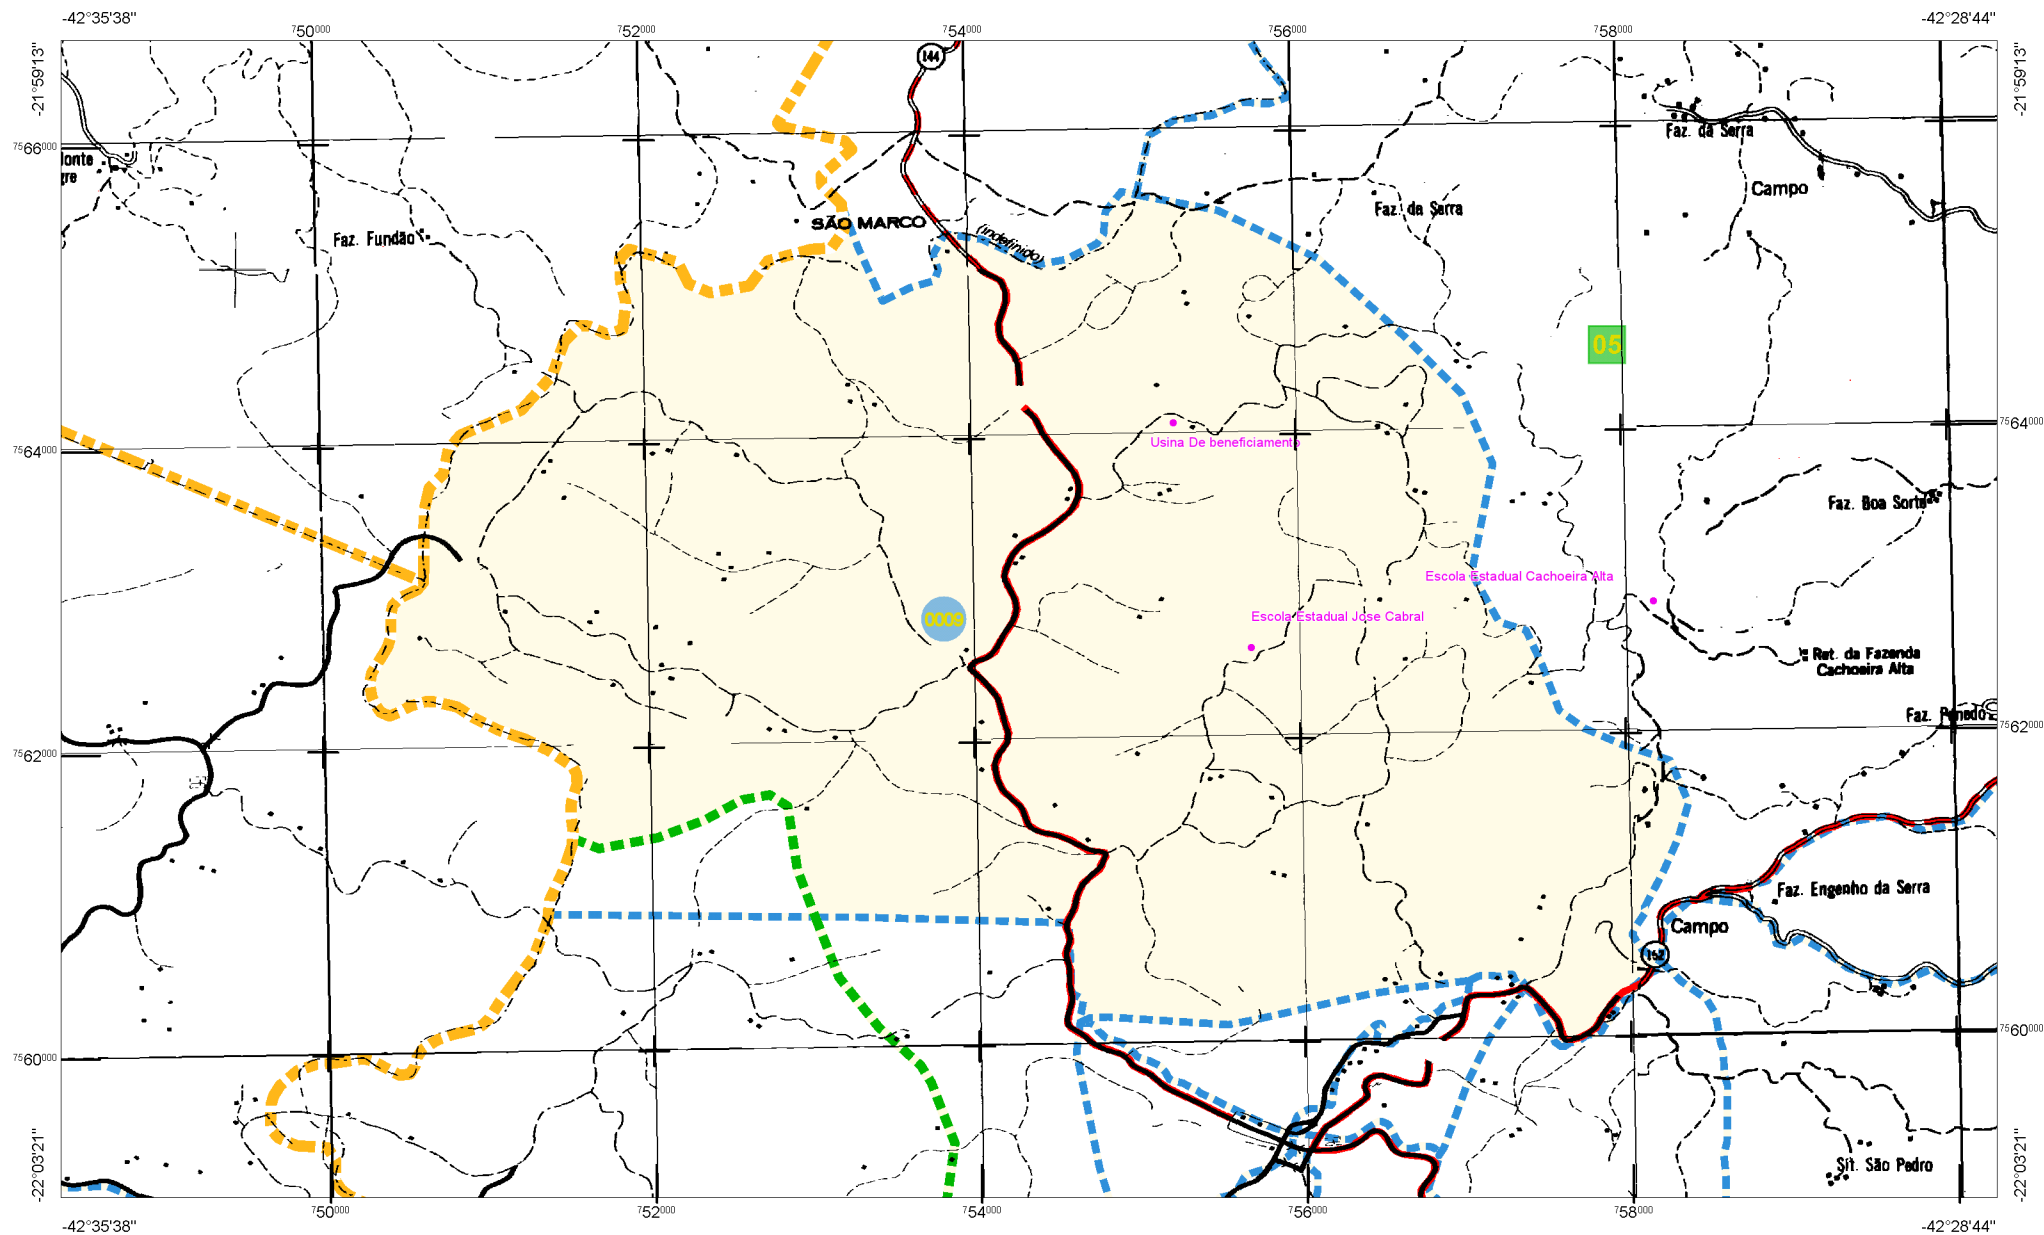 -42°35'38"
-42°28'44"
750000
752000
754000
756000
758000
-21°59'13"
-21°59'13"
144
7566000
Faz. da Serra
onte
gre
Campo
SÃO MARCO
Faz. da Serra
(indefinido)
Faz. Fundão
05
7564000
7564000
Usina De beneficiamento
Faz. Boa Sorte
Escola Estadual Cachoeira Alta
0009
Escola Estadual Jose Cabral
Ret. da Fazenda
Cachoeira Alta
Faz. Penedo
7562000
7562000
Faz. Engenho da Serra
Campo
152
7560000
7560000
Sít. São Pedro
-22°03'21"
-22°03'21"
750000
752000
754000
756000
758000
-42°35'38"
-42°28'44"